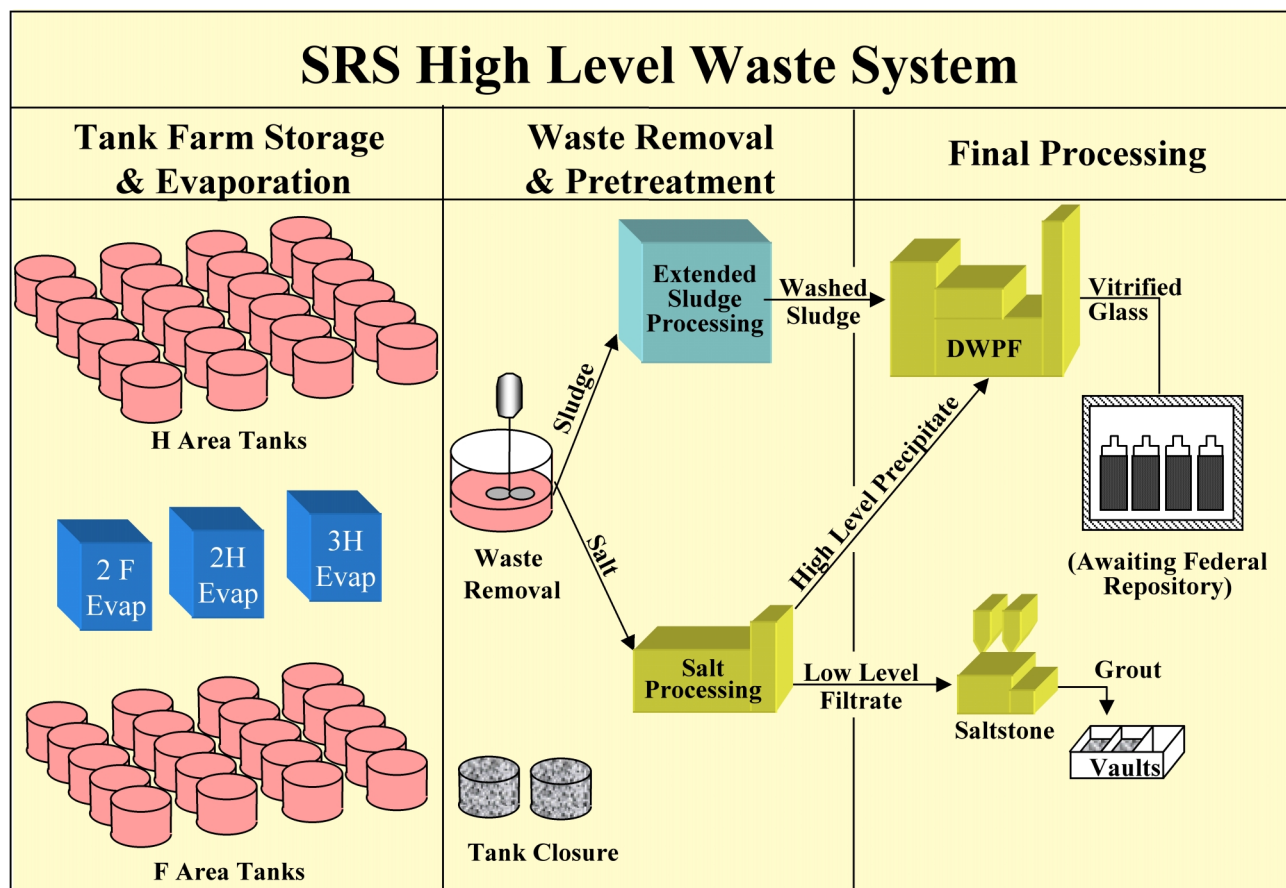 SRS High Level Waste System
Tank Farm Storage
& Evaporation
Waste Removal
& Pretreatment
Final Processing
H Area Tanks
2 F
Evap
2H
Evap
3H
Evap
F Area Tanks
Waste
Removal
Sludge
Salt
Extended
Sludge
Processing
Washed
Sludge
Salt
Processing
High Level Precipitate
Low Level
Filtrate
Tank Closure
DWPF
Vitrified
Glass
(Awaiting Federal
Repository)
Saltstone
Grout
Vaults